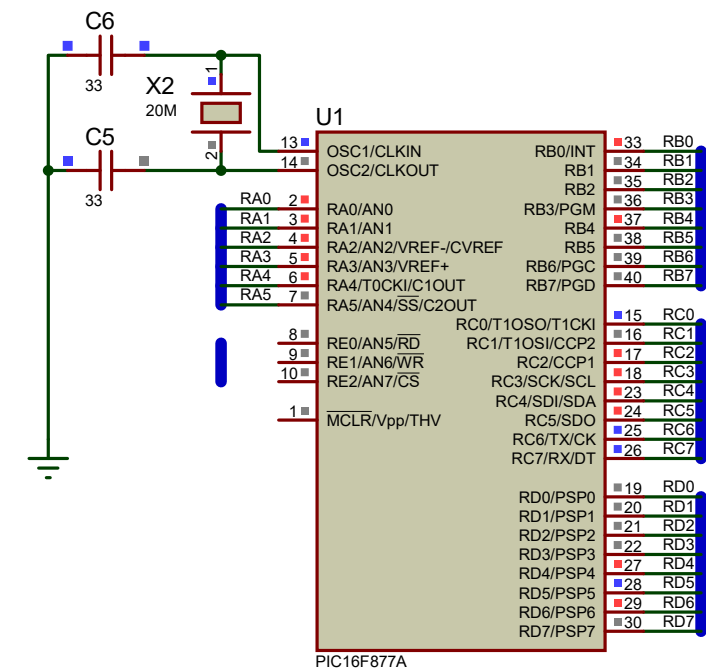 C6
33
X2
20M
1
2
C5
33
U1
13 OSC1/CLKIN
14 OSC2/CLKOUT
RA0 2 RA0/AN0
RA1 3 RA1/AN1
RA2 4 RA2/AN2/VREF-/CVREF
RA3 5 RA3/AN3/VREF+
RA4 6 RA4/T0CKI/C1OUT
RA5 7 RA5/AN4/SS/C2OUT
8 RE0/AN5/RD
9 RE1/AN6/WR
10 RE2/AN7/CS
1 MCLR/Vpp/THV
RB0/INT 33 RB0
RB1 34 RB1
RB2 35 RB2
RB3/PGM 36 RB3
RB4 37 RB4
RB5 38 RB5
RB6/PGC 39 RB6
RB7/PGD 40 RB7
RC0/T1OSO/T1CKI 15 RC0
RC1/T1OSI/CCP2 16 RC1
RC2/CCP1 17 RC2
RC3/SCK/SCL 18 RC3
RC4/SDI/SDA 23 RC4
RC5/SDO 24 RC5
RC6/TX/CK 25 RC6
RC7/RX/DT 26 RC7
RD0/PSP0 19 RD0
RD1/PSP1 20 RD1
RD2/PSP2 21 RD2
RD3/PSP3 22 RD3
RD4/PSP4 27 RD4
RD5/PSP5 28 RD5
RD6/PSP6 29 RD6
RD7/PSP7 30 RD7
PIC16F877A